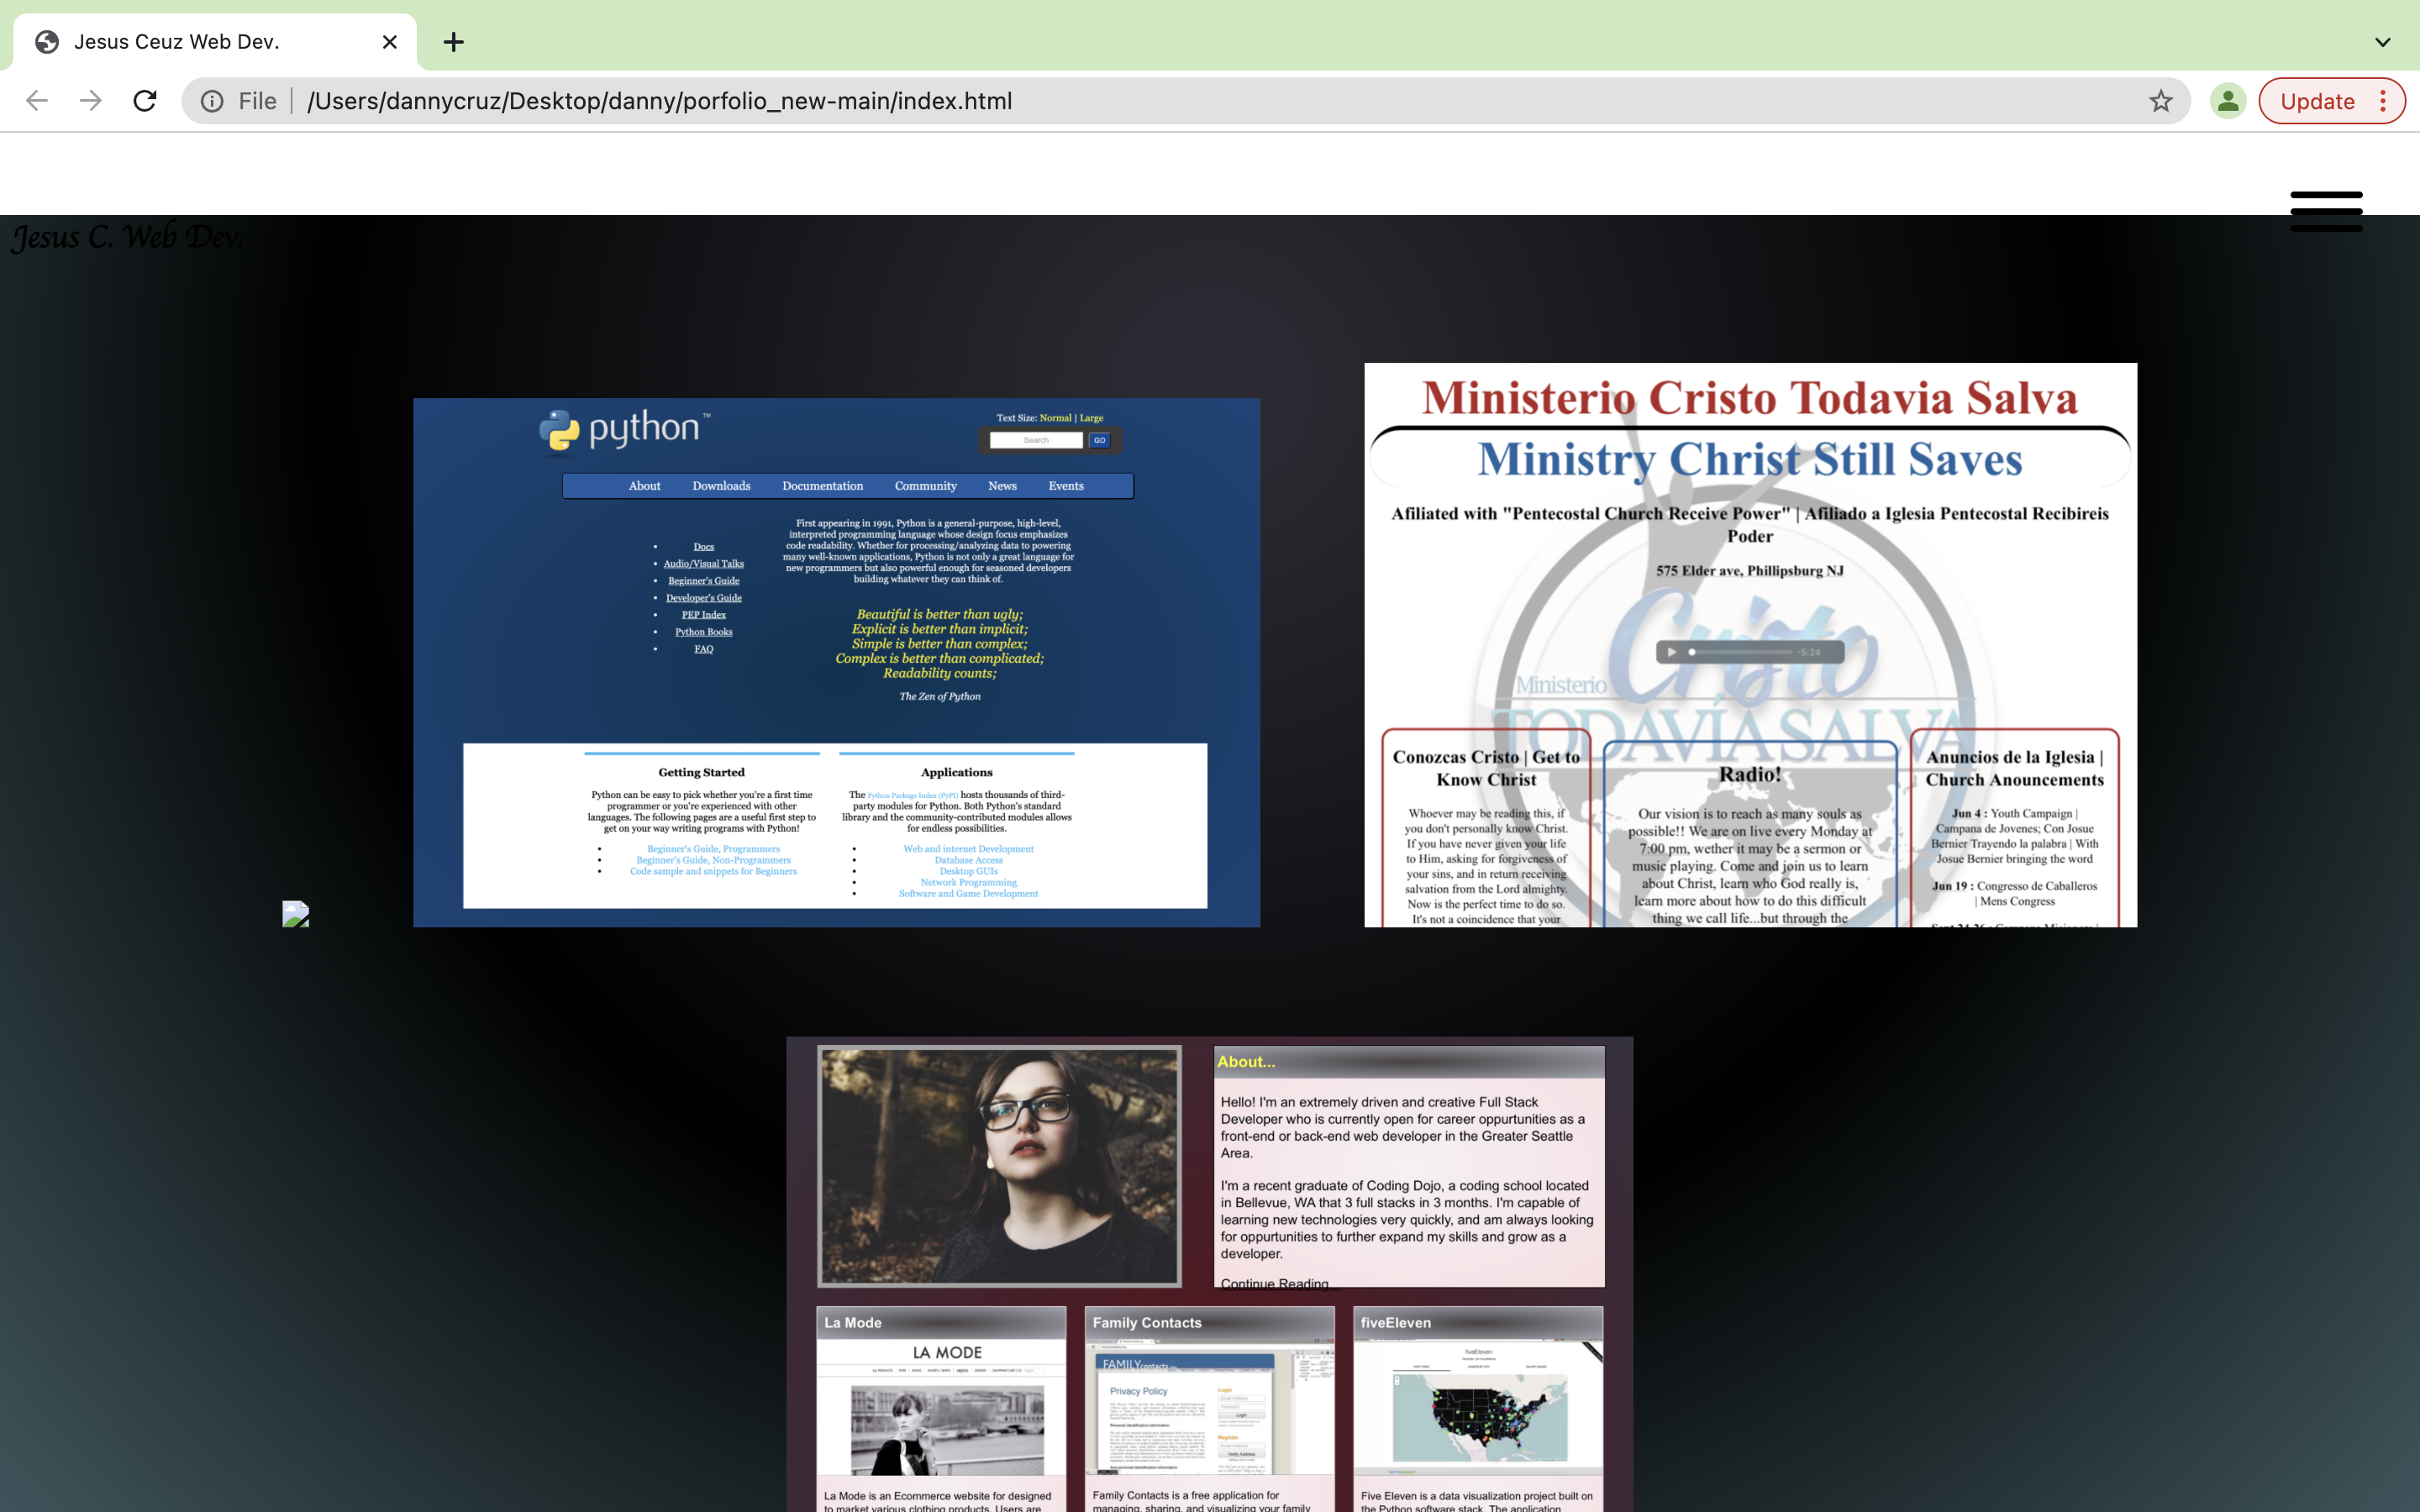 Jesus Ceuz Web Dev.
File
/Users/dannycruz/Desktop/danny/porfolio_new-main/index.html
Update
Jesus C. Web Dev.
python™
Text Size: Normal | Large
Search
GO
About
Downloads
Documentation
Community
News
Events
Docs
Audio/Visual Talks
Beginner's Guide
Developer's Guide
PEP Index
Python Books
FAQ
First appearing in 1991, Python is a general-purpose, high-level,
interpreted programming language whose design focus emphasizes
code readability. Whether for processing/analyzing data to powering
many well-known applications, Python is not only a great language for
new programmers but also powerful enough for seasoned developers
building whatever they can think of.
Beautiful is better than ugly;
Explicit is better than implicit;
Simple is better than complex;
Complex is better than complicated;
Readability counts;
The Zen of Python
Getting Started
Python can be easy to pick whether you're a first time
programmer or you're experienced with other
languages. The following pages are a useful first step to
get on your way writing programs with Python!
Beginner's Guide, Programmers
Beginner's Guide, Non-Programmers
Code sample and snippets for Beginners
Applications
The Python Package Index (PyPI) hosts thousands of third-
party modules for Python. Both Python's standard
library and the community-contributed modules allows
for endless possibilities.
Web and internet Development
Database Access
Desktop GUIs
Network Programming
Software and Game Development
Ministerio Cristo Todavia Salva
Ministry Christ Still Saves
Afiliated with "Pentecostal Church Receive Power" | Afiliado a Iglesia Pentecostal Recibireis
Poder
575 Elder ave, Phillipsburg NJ
-5:24
Ministerio
Cristo
TODAVÍA SALVA
Conozcas Cristo | Get to
Know Christ
Whoever may be reading this, if
you don't personally know Christ.
If you have never given your life
to Him, asking for forgiveness of
your sins, and in return receiving
salvation from the Lord almighty.
Now is the perfect time to do so.
It's not a coincidence that your
Radio!
Our vision is to reach as many souls as
possible!! We are on live every Monday at
7:00 pm, wether it may be a sermon or
music playing. Come and join us to learn
about Christ, learn who God really is,
learn more about how to do this difficult
thing we call life...but through the
Anuncios de la Iglesia |
Church Anouncements
Jun 4 : Youth Campaign |
Campana de Jovenes; Con Josue
Bernier Trayendo la palabra | With
Josue Bernier bringing the word
Jun 19 : Congresso de Caballeros
| Mens Congress
About...
Hello! I'm an extremely driven and creative Full Stack
Developer who is currently open for career oppurtunities as a
front-end or back-end web developer in the Greater Seattle
Area.
I'm a recent graduate of Coding Dojo, a coding school located
in Bellevue, WA that 3 full stacks in 3 months. I'm capable of
learning new technologies very quickly, and am always looking
for oppurtunities to further expand my skills and grow as a
developer.
Continue Reading...
La Mode
LA MODE
La Mode is an Ecommerce website for designed
to market various clothing products. Users are
Family Contacts
FAMILYcontacts
Privacy Policy
Login
Register
Family Contacts is a free application for
managing, sharing, and visualizing your family
fiveEleven
fiveEleven
Five Eleven is a data visualization project built on
the Python software stack. The application